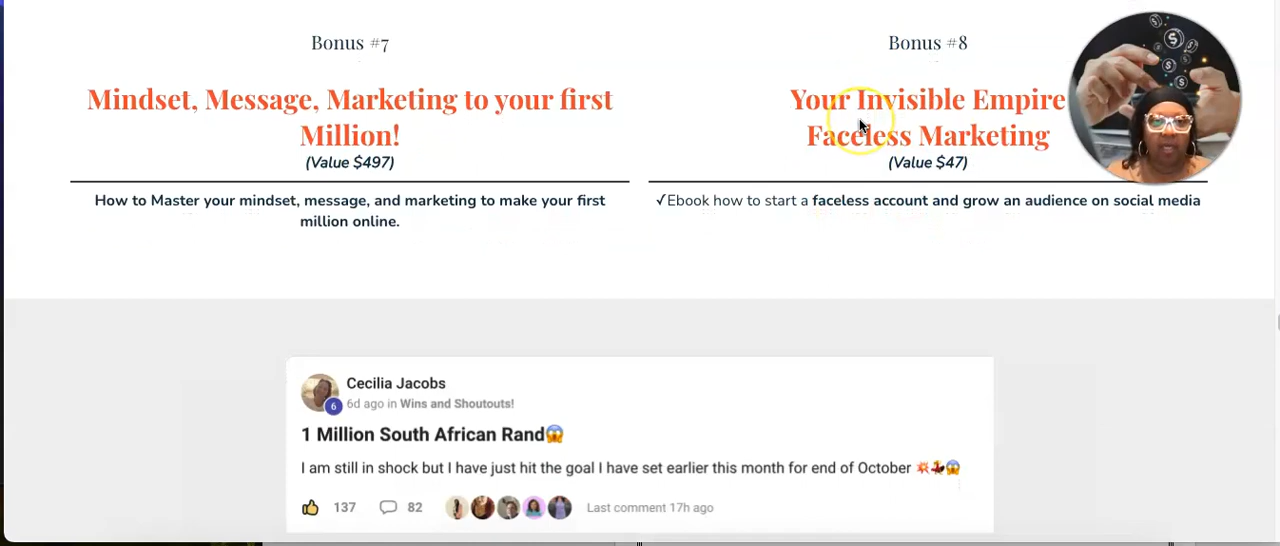 Bonus #7
Mindset, Message, Marketing to your first
Million!
(Value $497)
How to Master your mindset, message, and marketing to make your first
million online.
Bonus #8
Your Invisible Empire
Faceless Marketing
(Value $47)
✓Ebook how to start a faceless account and grow an audience on social media
Cecilia Jacobs
6
6d ago in Wins and Shoutouts!
1 Million South African Rand😱
I am still in shock but I have just hit the goal I have set earlier this month for end of October 💥💃😱
137 82 Last comment 17h ago